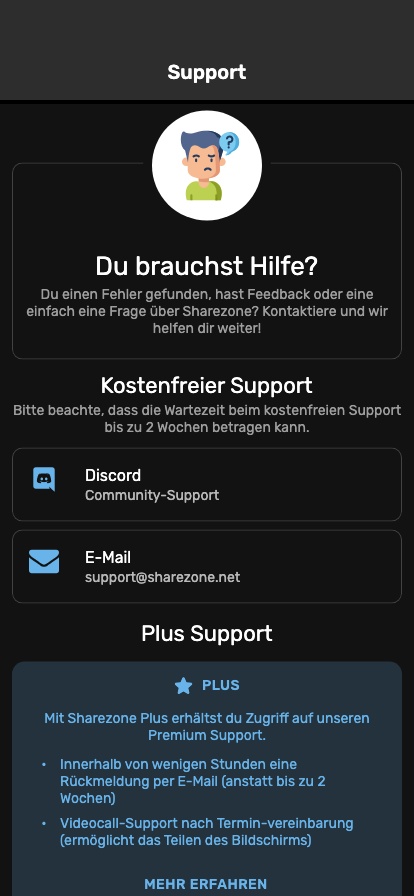 Support
?
Du brauchst Hilfe?
Du einen Fehler gefunden, hast Feedback oder eine
einfach eine Frage über Sharezone? Kontaktiere und wir
helfen dir weiter!
Kostenfreier Support
Bitte beachte, dass die Wartezeit beim kostenfreien Support
bis zu 2 Wochen betragen kann.
Discord
Community-Support
E-Mail
support@sharezone.net
Plus Support
PLUS
Mit Sharezone Plus erhältst du Zugriff auf unseren
Premium Support.
• Innerhalb von wenigen Stunden eine
Rückmeldung per E-Mail (anstatt bis zu 2
Wochen)
• Videocall-Support nach Termin-vereinbarung
(ermöglicht das Teilen des Bildschirms)
MEHR ERFAHREN